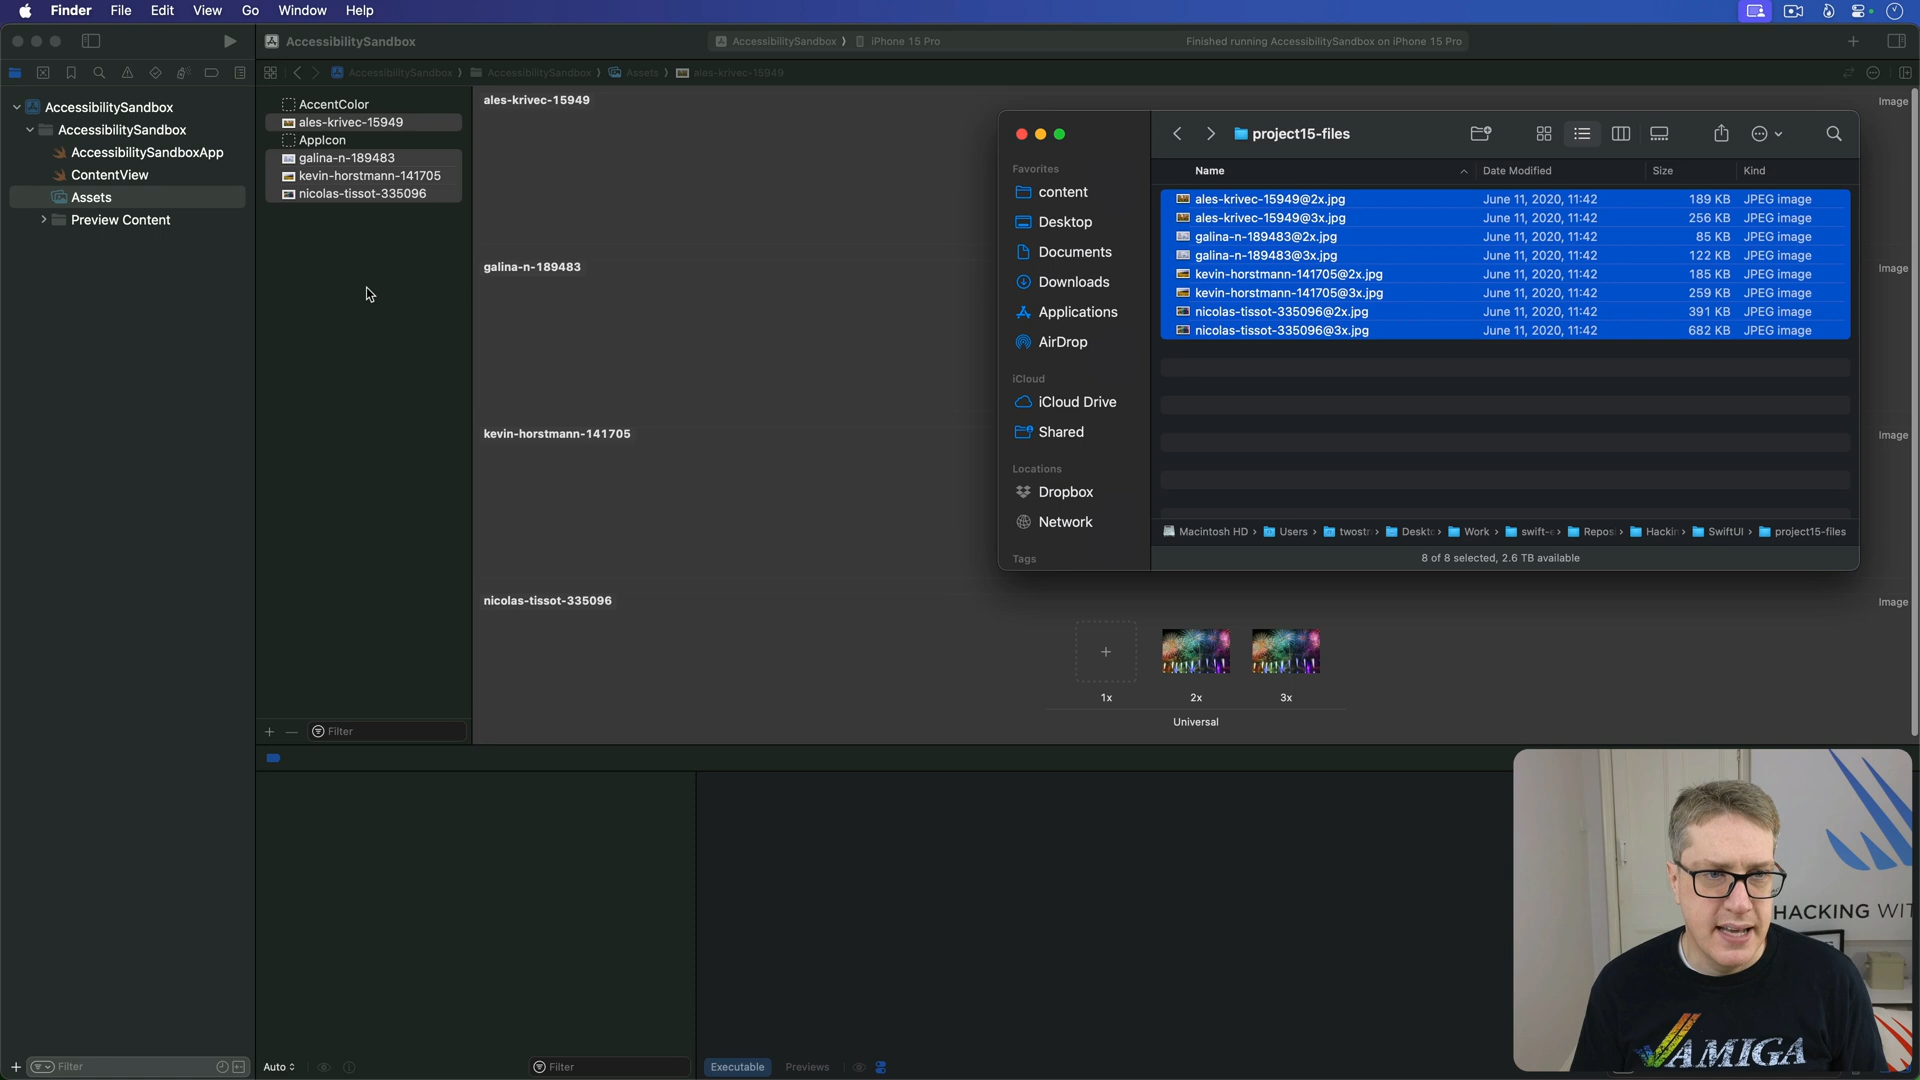 Finder File Edit View Go Window Help
AccessibilitySandbox
AccessibilitySandbox
iPhone 15 Pro
Finished running AccessibilitySandbox on iPhone 15 Pro
AccessibilitySandbox
AccessibilitySandbox
Assets
ales-krivec-15949
AccessibilitySandbox
AccessibilitySandbox
AccessibilitySandboxApp
ContentView
Assets
Preview Content
AccentColor
ales-krivec-15949
AppIcon
galina-n-189483
kevin-horstmann-141705
nicolas-tissot-335096
ales-krivec-15949
Image
galina-n-189483
Image
kevin-horstmann-141705
Image
nicolas-tissot-335096
Image
1x
2x
3x
Universal
project15-files
Favorites
content
Desktop
Documents
Downloads
Applications
AirDrop
iCloud
iCloud Drive
Shared
Locations
Dropbox
Network
Tags
Name Date Modified Size Kind
ales-krivec-15949@2x.jpg June 11, 2020, 11:42 189 KB JPEG image
ales-krivec-15949@3x.jpg June 11, 2020, 11:42 256 KB JPEG image
galina-n-189483@2x.jpg June 11, 2020, 11:42 85 KB JPEG image
galina-n-189483@3x.jpg June 11, 2020, 11:42 122 KB JPEG image
kevin-horstmann-141705@2x.jpg June 11, 2020, 11:42 185 KB JPEG image
kevin-horstmann-141705@3x.jpg June 11, 2020, 11:42 259 KB JPEG image
nicolas-tissot-335096@2x.jpg June 11, 2020, 11:42 391 KB JPEG image
nicolas-tissot-335096@3x.jpg June 11, 2020, 11:42 682 KB JPEG image
Macintosh HD › Users › twostr › Deskto › Work › swift-e › Repos › Hackin › SwiftUI › project15-files
8 of 8 selected, 2.6 TB available
Filter
Filter
Auto
Filter
Executable
Previews
HACKING WIT
AMIGA